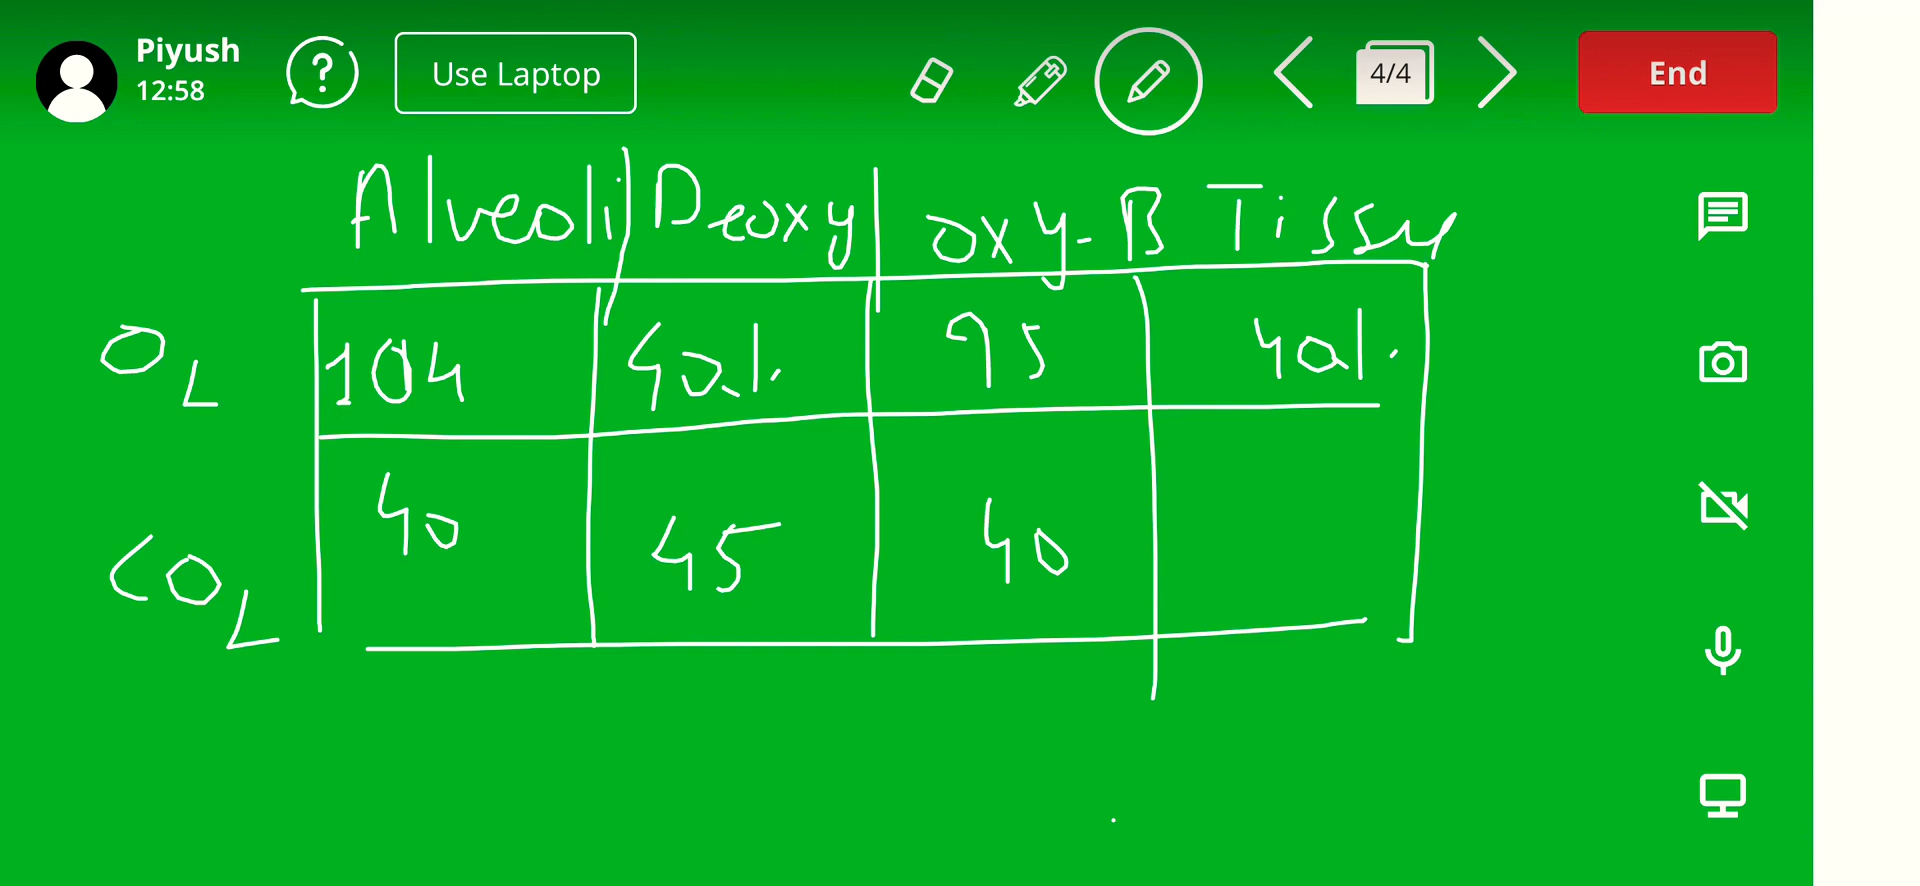 Piyush
12:58
?
Use Laptop
4/4
End
Alveoli Deoxy oxy-B Tissu
O2 104 40%. 95 40%.
CO2 40 45 40